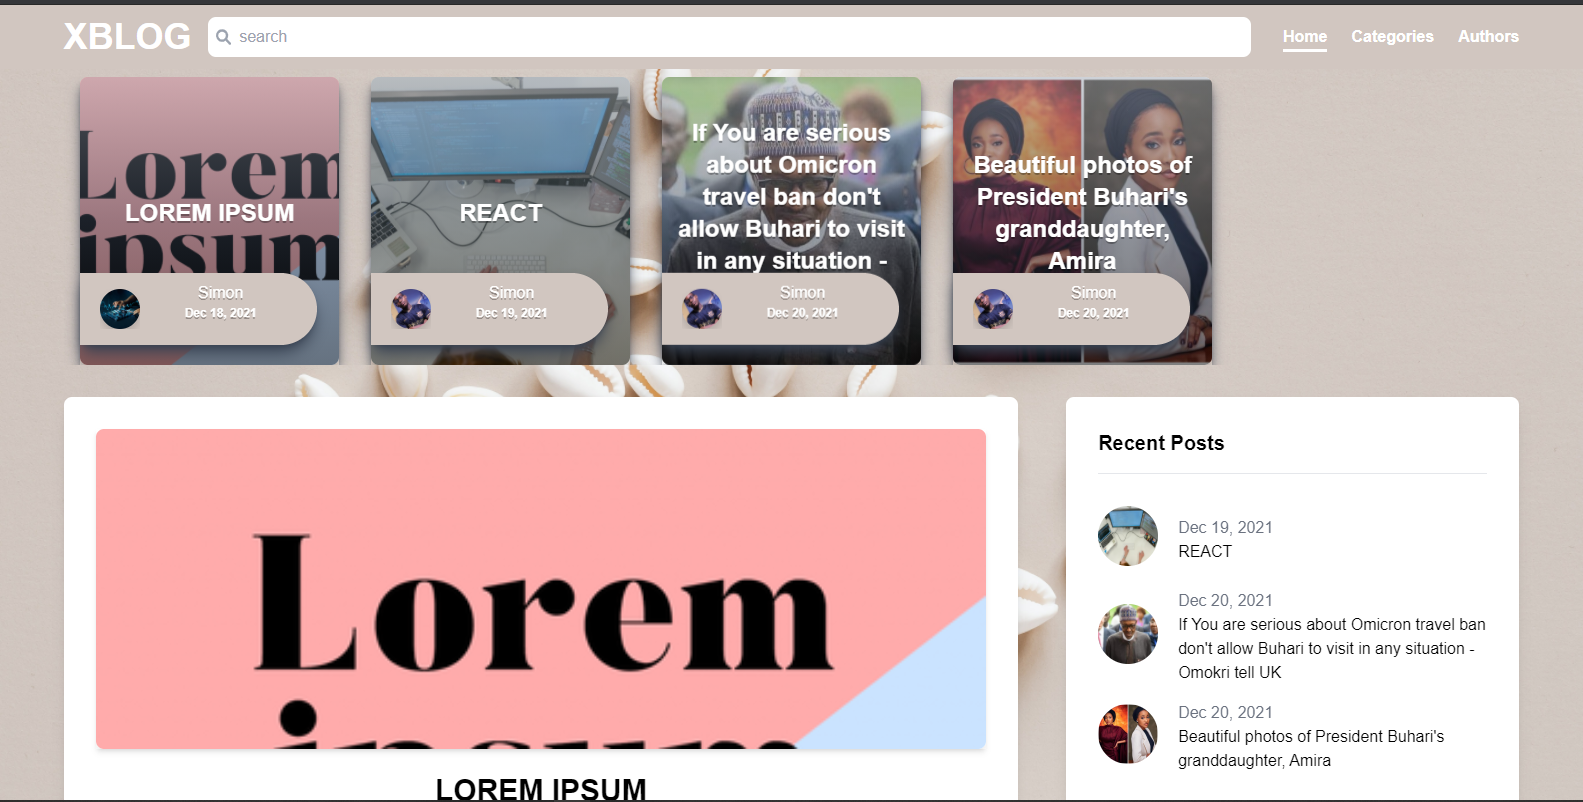 XBLOG
search
Home
Categories
Authors
Lorem
ipsum
LOREM IPSUM
Simon
Dec 18, 2021
REACT
Simon
Dec 19, 2021
If You are serious
about Omicron
travel ban don't
allow Buhari to visit
in any situation -
Simon
Dec 20, 2021
Beautiful photos of
President Buhari's
granddaughter,
Amira
Simon
Dec 20, 2021
Lorem
ipsum
LOREM IPSUM
Recent Posts
Dec 19, 2021
REACT
Dec 20, 2021
If You are serious about Omicron travel ban
don't allow Buhari to visit in any situation -
Omokri tell UK
Dec 20, 2021
Beautiful photos of President Buhari's
granddaughter, Amira